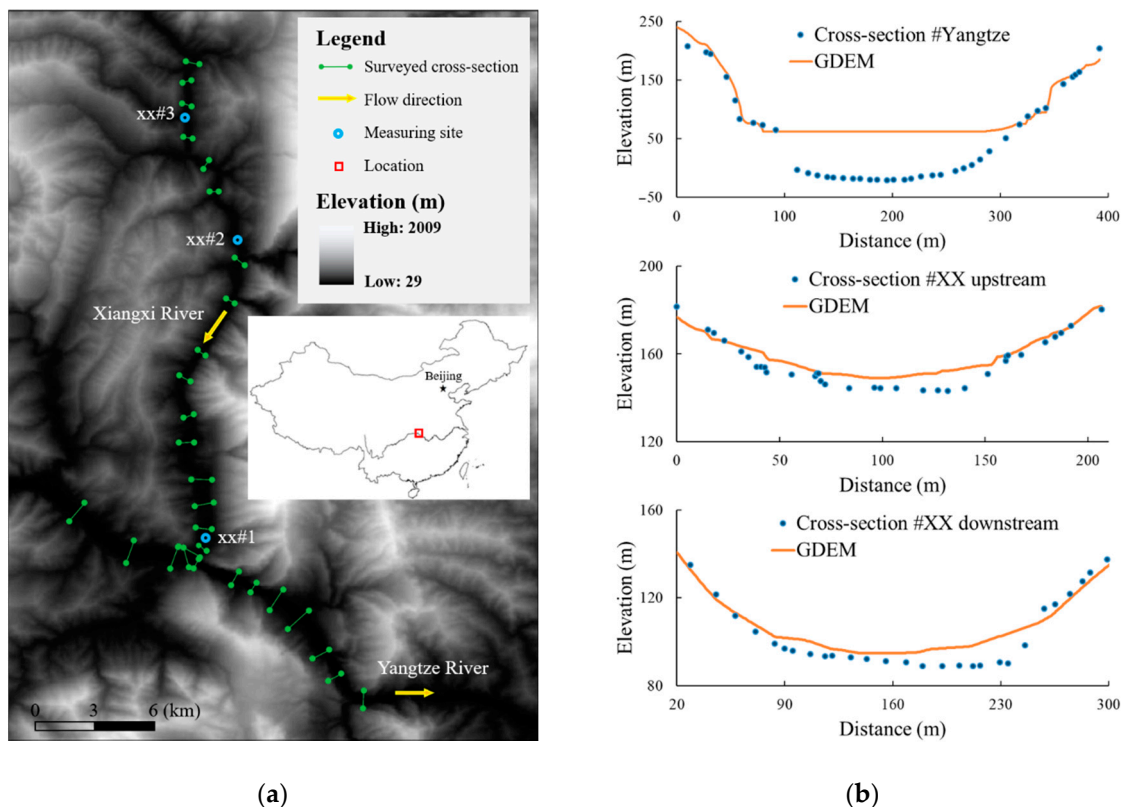 Legend
Surveyed cross-section
Flow direction
Measuring site
Location
Elevation (m)
High: 2009
Low: 29
xx#3
xx#2
Xiangxi River
Beijing
xx#1
Yangtze River
0 3 6 (km)
(a)
250
150
50
−50
Elevation (m)
Cross-section #Yangtze
GDEM
0 100 200 300 400
Distance (m)
200
160
120
Elevation (m)
Cross-section #XX upstream
GDEM
0 50 100 150 200
Distance (m)
160
120
80
Elevation (m)
Cross-section #XX downstream
GDEM
20 90 160 230 300
Distance (m)
(b)